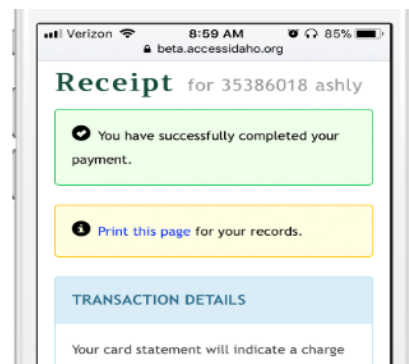 Verizon 8:59 AM 85%
beta.accessidaho.org
Receipt for 35386018 ashly
You have successfully completed your
payment.
Print this page for your records.
TRANSACTION DETAILS
Your card statement will indicate a charge